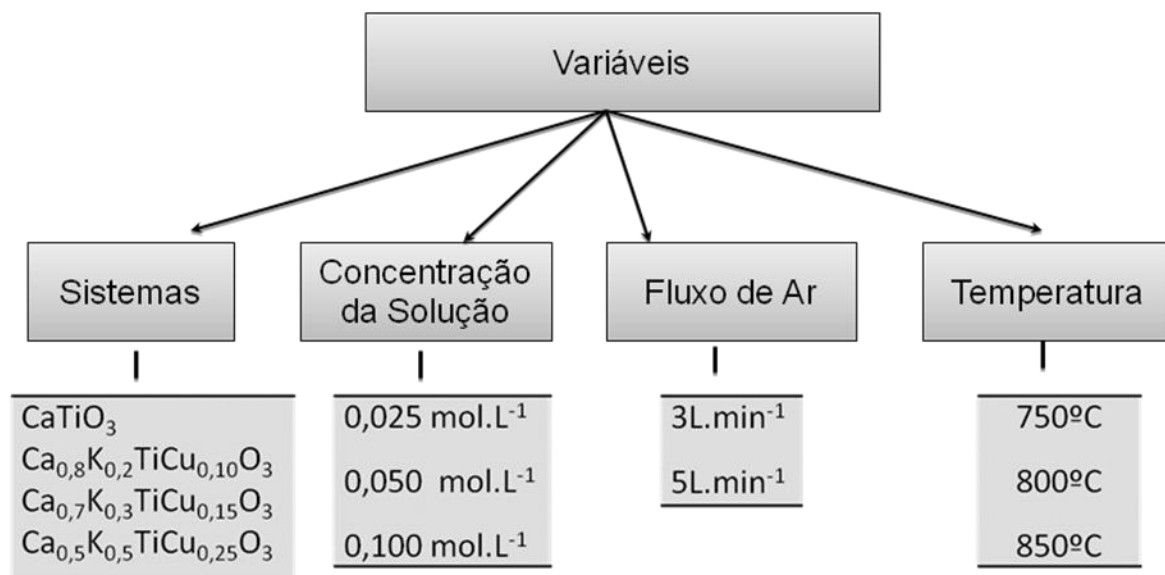 Variáveis
Sistemas
Concentração
da Solução
Fluxo de Ar
Temperatura
CaTiO₃
Ca₀,₈K₀,₂TiCu₀,₁₀O₃
Ca₀,₇K₀,₃TiCu₀,₁₅O₃
Ca₀,₅K₀,₅TiCu₀,₂₅O₃
0,025 mol.L⁻¹
0,050 mol.L⁻¹
0,100 mol.L⁻¹
3L.min⁻¹
5L.min⁻¹
750ºC
800ºC
850ºC